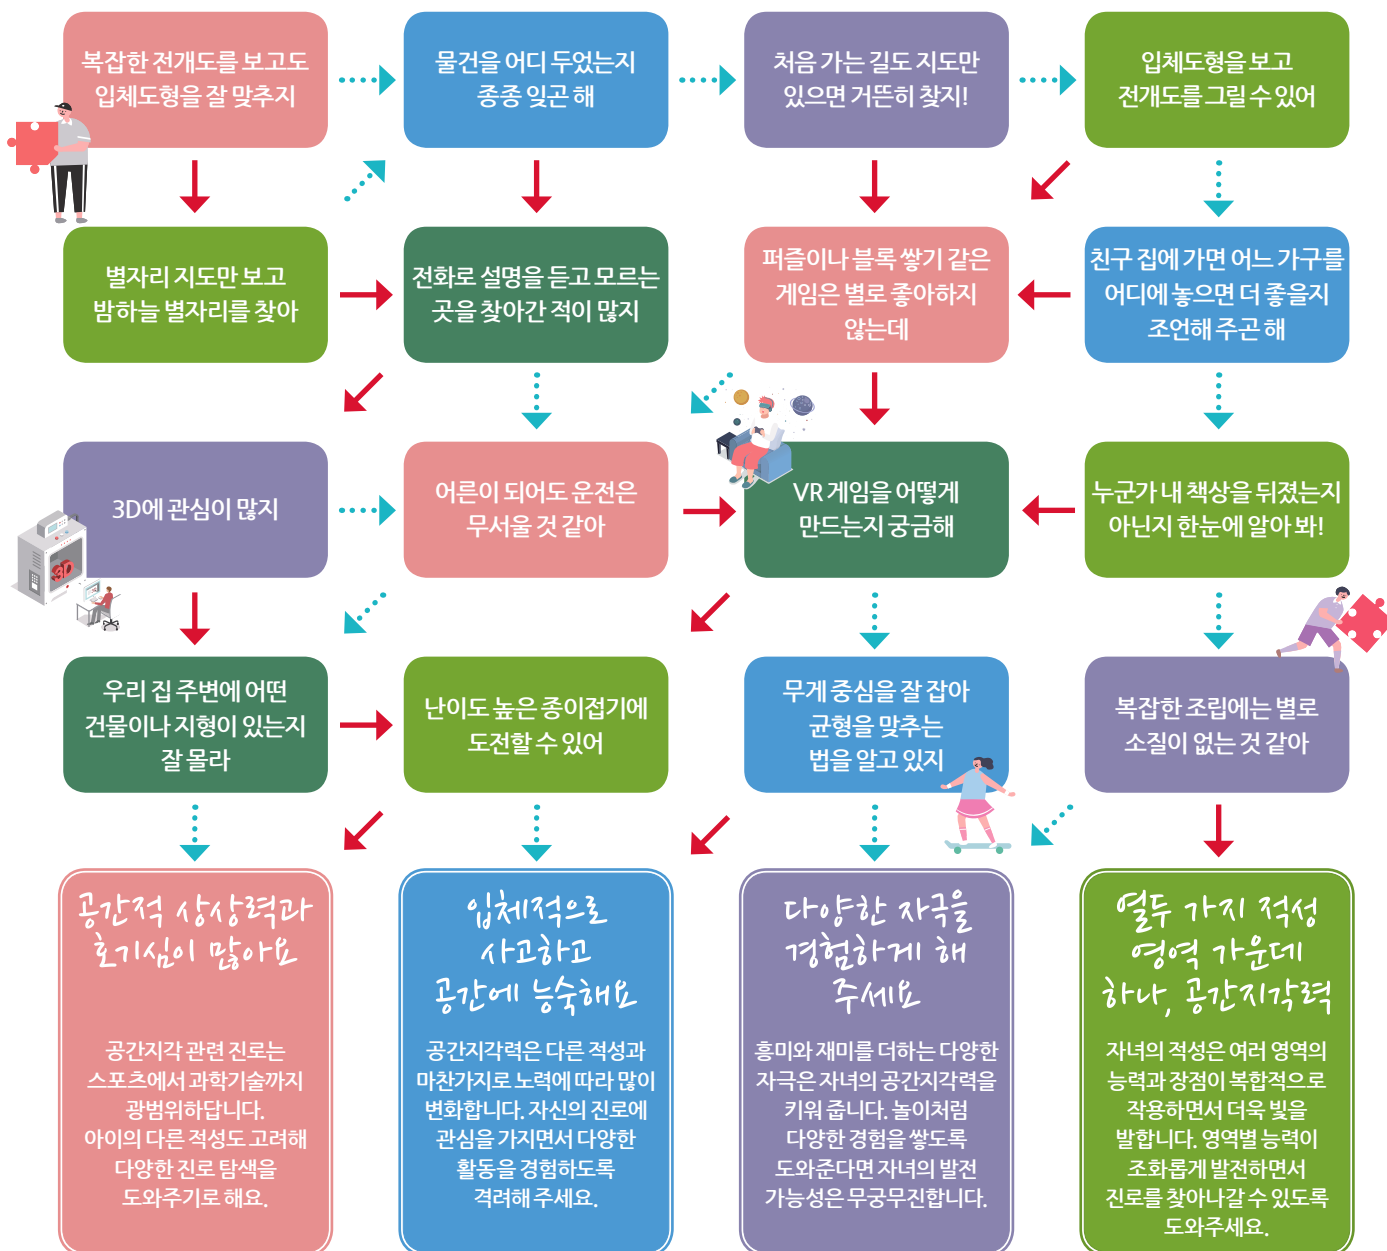 복잡한 전개도를 보고도
입체도형을 잘 맞추지
물건을 어디 두었는지
종종 잊곤 해
처음 가는 길도 지도만
있으면 거뜬히 찾지!
입체도형을 보고
전개도를 그릴 수 있어
별자리 지도만 보고
밤하늘 별자리를 찾아
전화로 설명을 듣고 모르는
곳을 찾아간 적이 많지
퍼즐이나 블록 쌓기 같은
게임은 별로 좋아하지
않는데
친구 집에 가면 어느 가구를
어디에 놓으면 더 좋을지
조언해 주곤 해
3D에 관심이 많지
어른이 되어도 운전은
무서울 것 같아
VR 게임을 어떻게
만드는지 궁금해
누군가 내 책상을 뒤졌는지
아닌지 한눈에 알아 봐!
3D
우리 집 주변에 어떤
건물이나 지형이 있는지
잘 몰라
난이도 높은 종이접기에
도전할 수 있어
무게 중심을 잘 잡아
균형을 맞추는
법을 알고 있지
복잡한 조립에는 별로
소질이 없는 것 같아
공간적 상상력과
호기심이 많아요
공간지각 관련 진로는
스포츠에서 과학기술까지
광범위하답니다.
아이의 다른 적성도 고려해
다양한 진로 탐색을
도와주기로 해요.
입체적으로
사고하고
공간에 능숙해요
공간지각력은 다른 적성과
마찬가지로 노력에 따라 많이
변화합니다. 자신의 진로에
관심을 가지면서 다양한
활동을 경험하도록
격려해 주세요.
다양한 자극을
경험하게 해
주세요
흥미와 재미를 더하는 다양한
자극은 자녀의 공간지각력을
키워 줍니다. 놀이처럼
다양한 경험을 쌓도록
도와준다면 자녀의 발전
가능성은 무궁무진합니다.
열두 가지 적성
영역 가운데
하나, 공간지각력
자녀의 적성은 여러 영역의
능력과 장점이 복합적으로
작용하면서 더욱 빛을
발합니다. 영역별 능력이
조화롭게 발전하면서
진로를 찾아나갈 수 있도록
도와주세요.